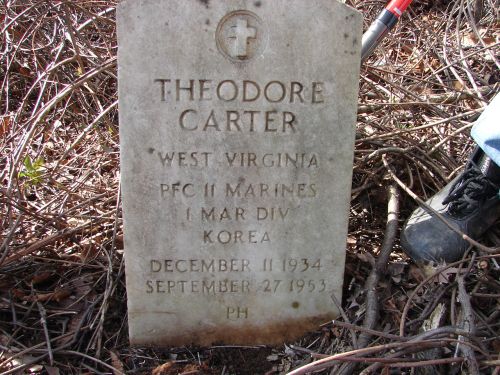 THEODORE
CARTER
WEST VIRGINIA
PFC 11 MARINES
1 MAR DIV
KOREA
DECEMBER 11 1934
SEPTEMBER 27 1953
PH